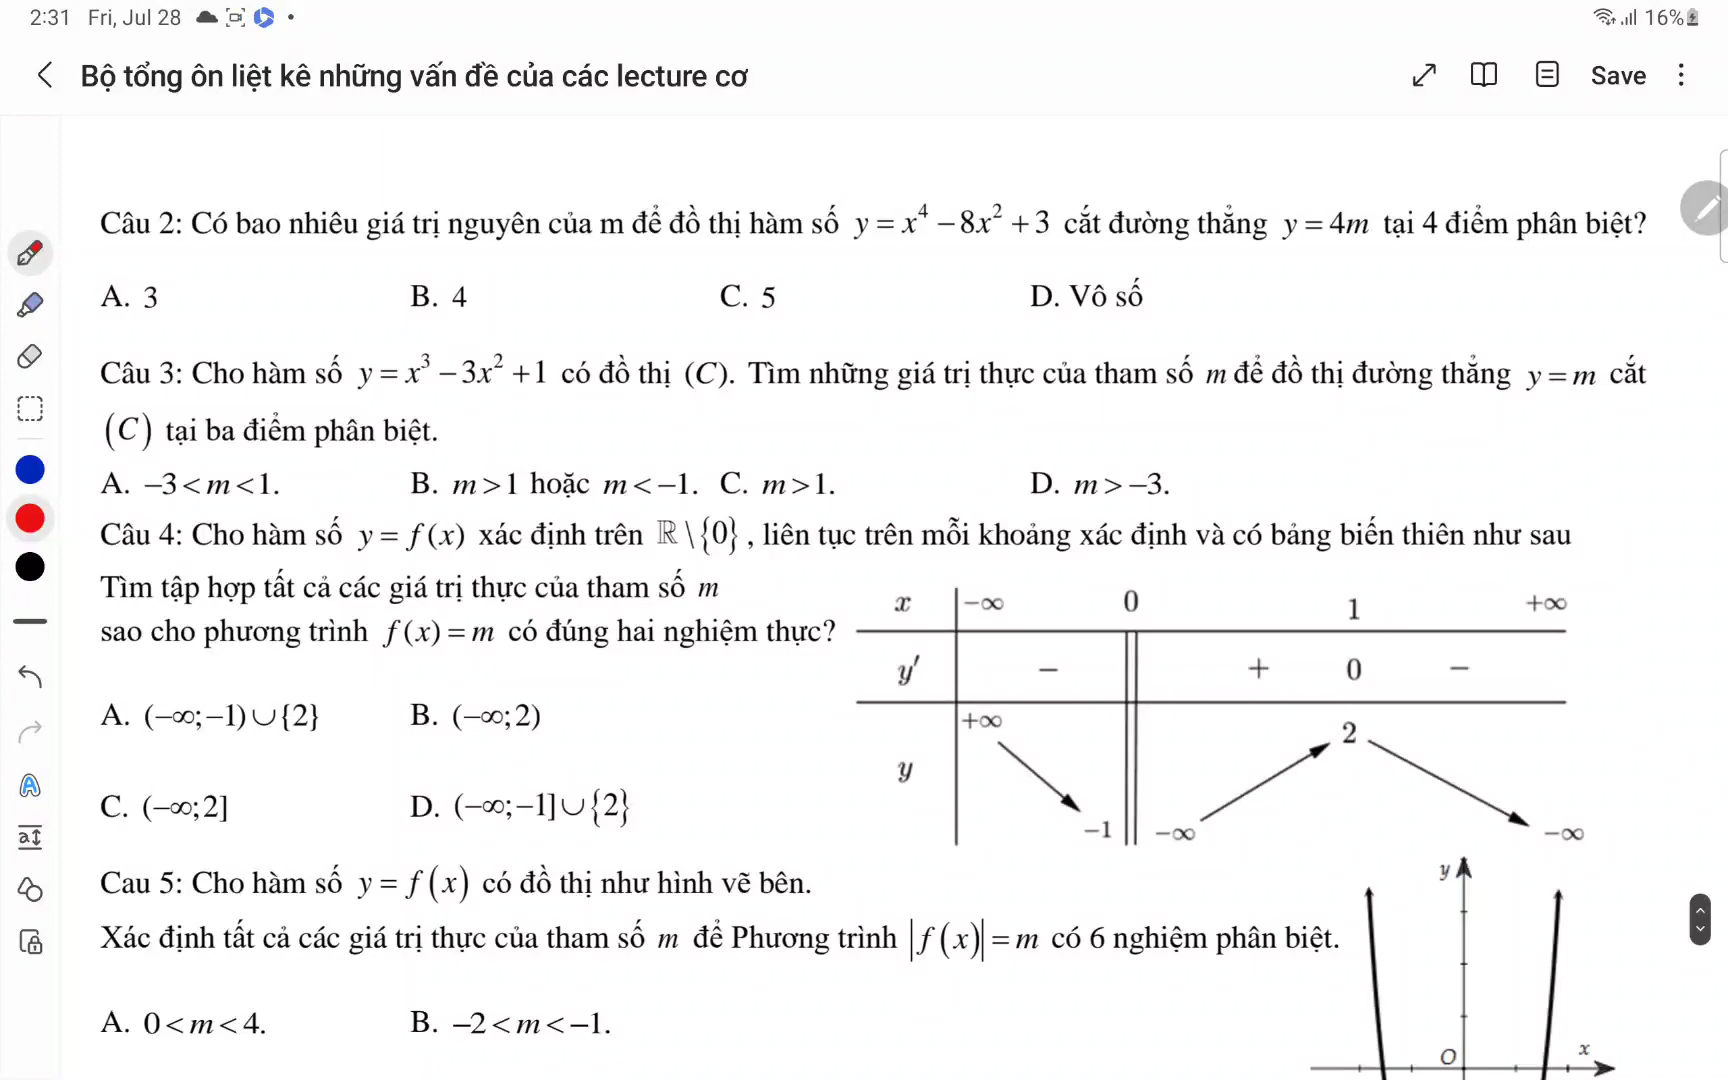 2:31 Fri, Jul 28 16%
Bộ tổng ôn liệt kê những vấn đề của các lecture cơ
Save
Câu 2: Có bao nhiêu giá trị nguyên của m để đồ thị hàm số y = x⁴ − 8x² + 3 cắt đường thẳng y = 4m tại 4 điểm phân biệt?
A. 3 B. 4 C. 5 D. Vô số
Câu 3: Cho hàm số y = x³ − 3x² + 1 có đồ thị (C). Tìm những giá trị thực của tham số m để đồ thị đường thẳng y = m cắt
(C) tại ba điểm phân biệt.
A. −3 < m < 1. B. m > 1 hoặc m < −1. C. m > 1. D. m > −3.
Câu 4: Cho hàm số y = f(x) xác định trên ℝ \ {0}, liên tục trên mỗi khoảng xác định và có bảng biến thiên như sau
Tìm tập hợp tất cả các giá trị thực của tham số m
sao cho phương trình f(x) = m có đúng hai nghiệm thực?
A. (−∞;−1) ∪ {2} B. (−∞;2)
C. (−∞;2] D. (−∞;−1] ∪ {2}
x −∞ 0 1 +∞
y′ − + 0 −
+∞ 2
y
−1 −∞ −∞
Cau 5: Cho hàm số y = f(x) có đồ thị như hình vẽ bên.
Xác định tất cả các giá trị thực của tham số m để Phương trình |f(x)| = m có 6 nghiệm phân biệt.
A. 0 < m < 4. B. −2 < m < −1.
y
O x